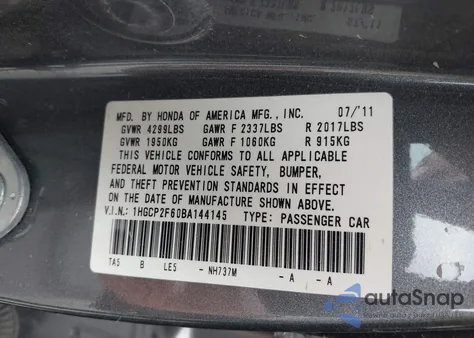 MFD. BY HONDA OF AMERICA MFG., INC. 07/'11
GVWR 4299LBS GAWR F 2337LBS R 2017LBS
GVWR 1950KG GAWR F 1060KG R 915KG
THIS VEHICLE CONFORMS TO ALL APPLICABLE
FEDERAL MOTOR VEHICLE SAFETY, BUMPER,
AND THEFT PREVENTION STANDARDS IN EFFECT
ON THE DATE OF MANUFACTURE SHOWN ABOVE.
V.I.N.: 1HGCP2F60BA144145 TYPE: PASSENGER CAR
TA5 B LE5 - NH737M - A - A
autoSnap